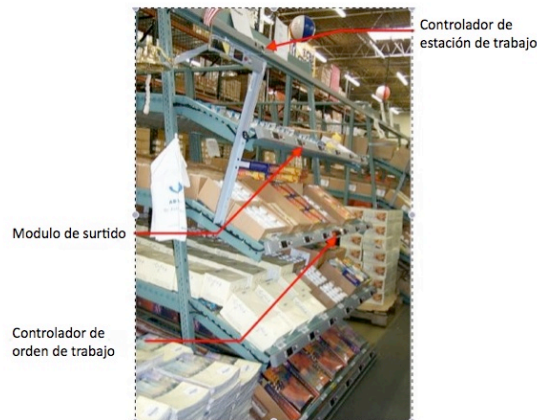 Controlador de
estación de trabajo
Modulo de surtido
Controlador de
orden de trabajo